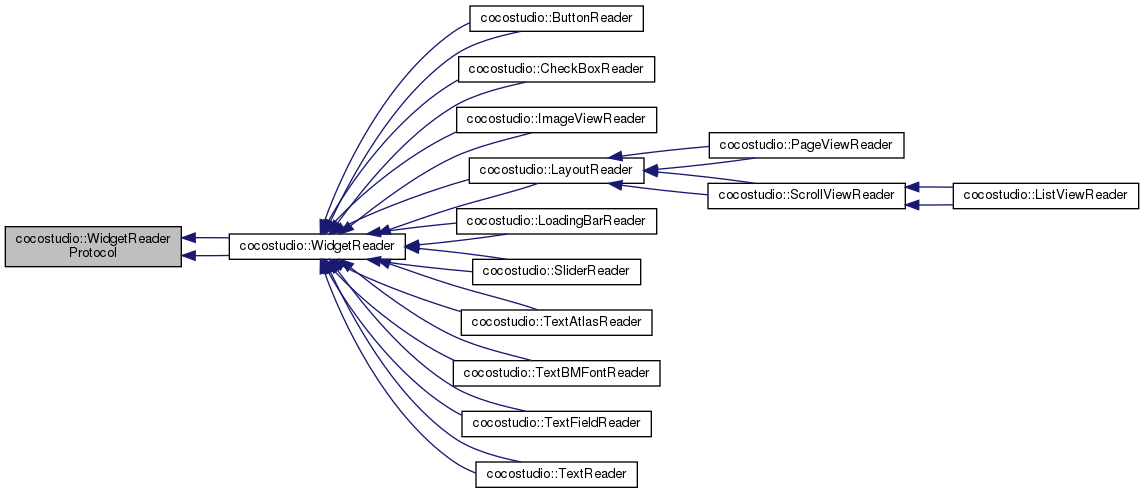 cocostudio::ButtonReader
cocostudio::CheckBoxReader
cocostudio::ImageViewReader
cocostudio::PageViewReader
cocostudio::LayoutReader
cocostudio::ScrollViewReader
cocostudio::ListViewReader
cocostudio::LoadingBarReader
cocostudio::WidgetReader
Protocol
cocostudio::WidgetReader
cocostudio::SliderReader
cocostudio::TextAtlasReader
cocostudio::TextBMFontReader
cocostudio::TextFieldReader
cocostudio::TextReader